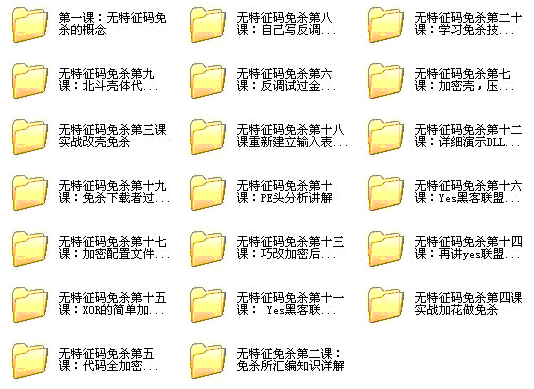 第一课：无特征码免
杀的概念
无特征码免杀第八
课：自己写反调...
无特征码免杀第二十
课：学习免杀技...
无特征码免杀第九
课：北斗壳体代...
无特征码免杀第六
课：反调试过金...
无特征码免杀第七
课：加密壳，压...
无特征码免杀第三课
实战改壳免杀
无特征码免杀第十八
课重新建立输入表...
无特征码免杀第十二
课：详细演示DLL...
无特征码免杀第十九
课：免杀下载者过...
无特征码免杀第十
课：PE头分析讲解
无特征码免杀第十六
课：Yes黑客联盟...
无特征码免杀第十七
课：加密配置文件...
无特征码免杀第十三
课：巧改加密后...
无特征码免杀第十四
课：再讲yes联盟...
无特征码免杀第十五
课：XOR的简单加...
无特征码免杀第十一
课： Yes黑客联...
无特征码免杀第四课
实战加花做免杀
无特征码免杀第五
课：代码全加密...
无特征码免杀第二课：
免杀所汇编知识详解